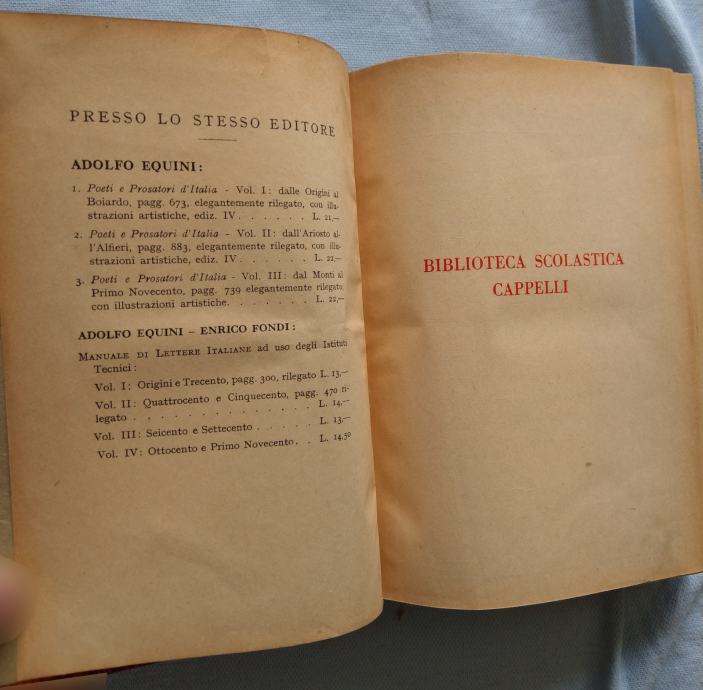 PRESSO LO STESSO EDITORE
ADOLFO EQUINI:
1. Poeti e Prosatori d'Italia - Vol. I: dalle Origini al
Boiardo, pagg. 673, elegantemente rilegato, con illu-
strazioni artistiche, ediz. IV . . . . . . L. 21,—
2. Poeti e Prosatori d'Italia - Vol. II: dall'Ariosto al-
l'Alfieri, pagg. 883, elegantemente rilegato, con illu-
strazioni artistiche, ediz. IV . . . . . . L. 22,—
3. Poeti e Prosatori d'Italia - Vol. III: dal Monti al
Primo Novecento, pagg. 739 elegantemente rilegato,
con illustrazioni artistiche. . . . . . . L. 22,—
ADOLFO EQUINI – ENRICO FONDI:
MANUALE DI LETTERE ITALIANE ad uso degli Istituti
Tecnici:
Vol. I: Origini e Trecento, pagg. 300, rilegato L. 13,—
Vol. II: Quattrocento e Cinquecento, pagg. 470 ri-
legato . . . . . . . . . . . . . L. 14,—
Vol. III: Seicento e Settecento . . . . . L. 13,—
Vol. IV: Ottocento e Primo Novecento. . L. 14,50
BIBLIOTECA SCOLASTICA
CAPPELLI